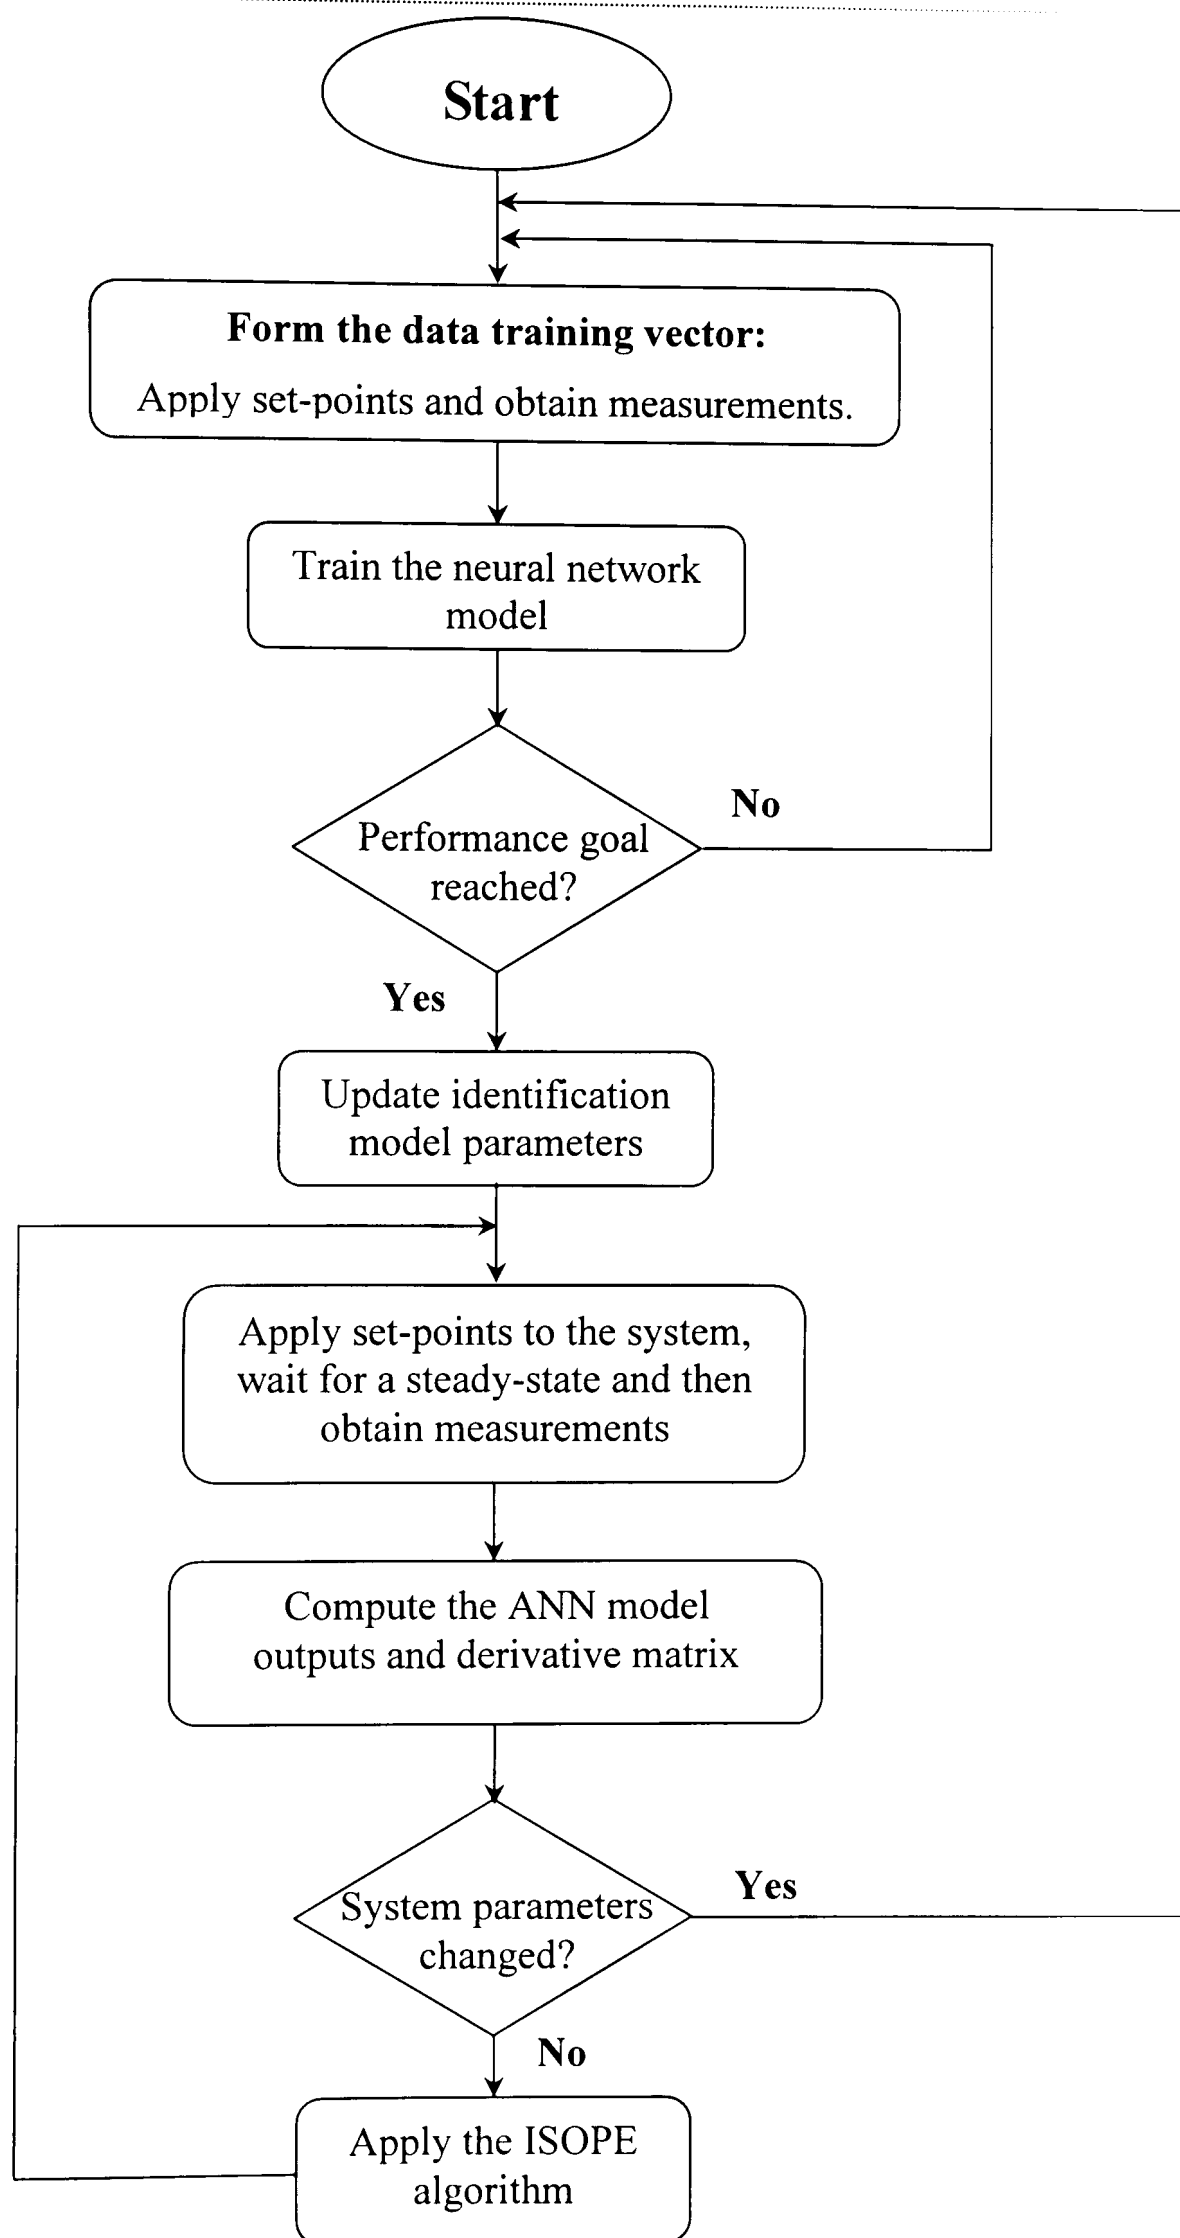 Start
Form the data training vector:
Apply set-points and obtain measurements.
Train the neural network
model
No
Performance goal
reached?
Yes
Update identification
model parameters
Apply set-points to the system,
wait for a steady-state and then
obtain measurements
Compute the ANN model
outputs and derivative matrix
Yes
System parameters
changed?
No
Apply the ISOPE
algorithm